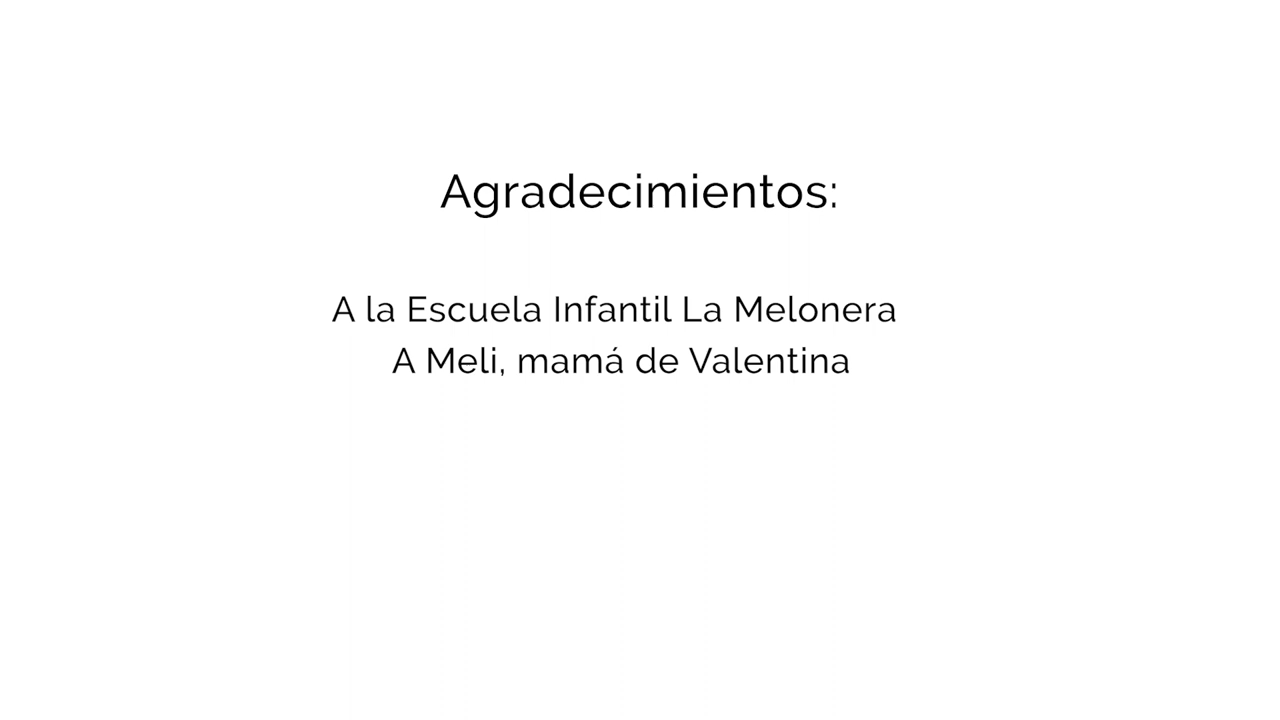 Agradecimientos:
A la Escuela Infantil La Melonera
A Meli, mamá de Valentina